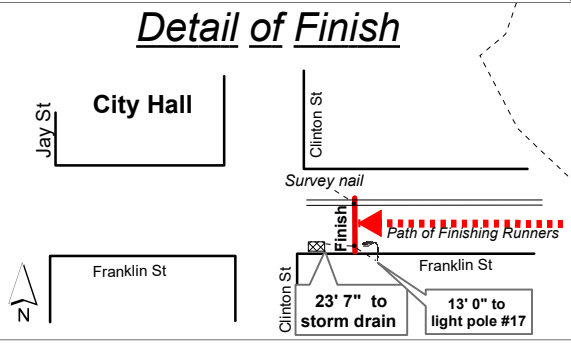 Detail of Finish
City Hall
Jay St
Clinton St
Survey nail
Finish
Path of Finishing Runners
Franklin St
Franklin St
Clinton St
23' 7" to
storm drain
13' 0" to
light pole #17
N